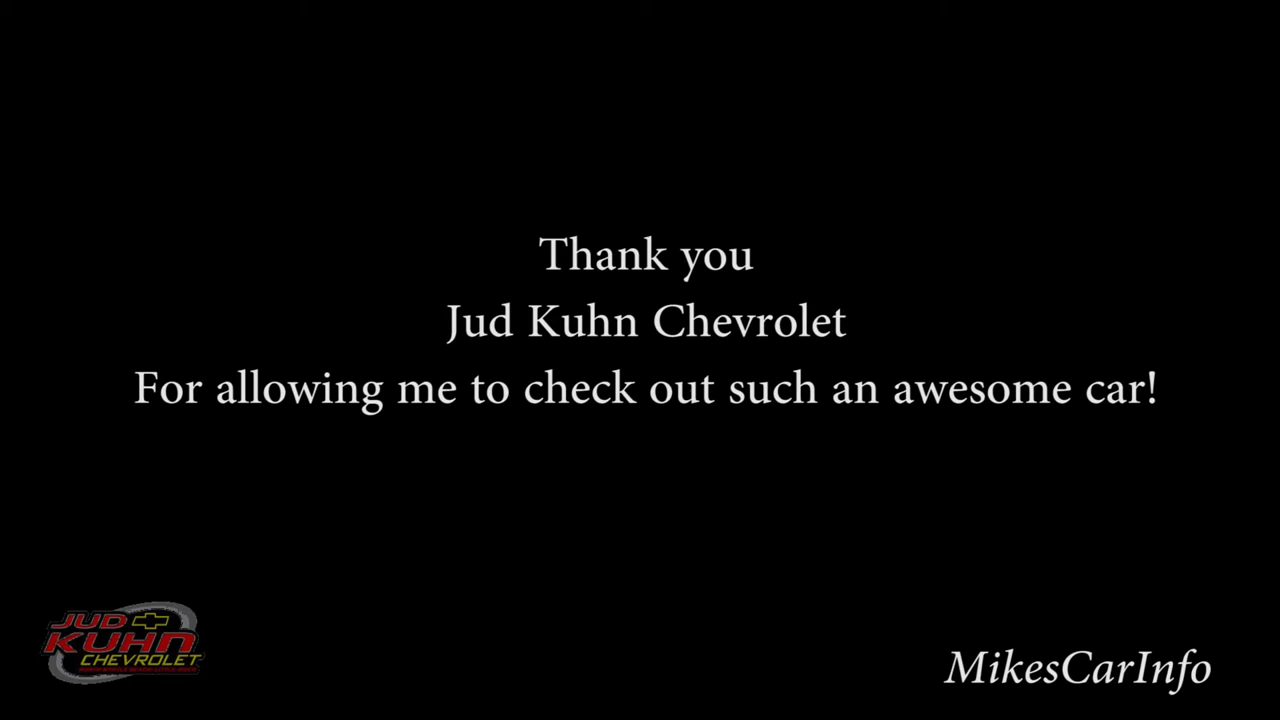 Thank you
Jud Kuhn Chevrolet
For allowing me to check out such an awesome car!
JUD
KUHN
CHEVROLET
MikesCarInfo